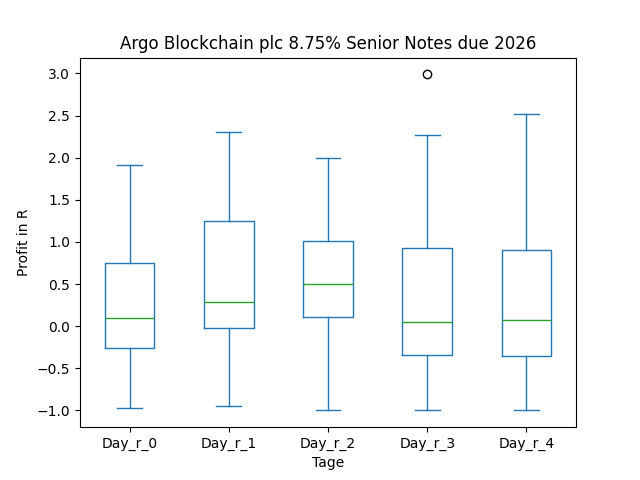 Argo Blockchain plc 8.75% Senior Notes due 2026
Profit in R
3.0
2.5
2.0
1.5
1.0
0.5
0.0
−0.5
−1.0
Day_r_0 Day_r_1 Day_r_2 Day_r_3 Day_r_4
Tage